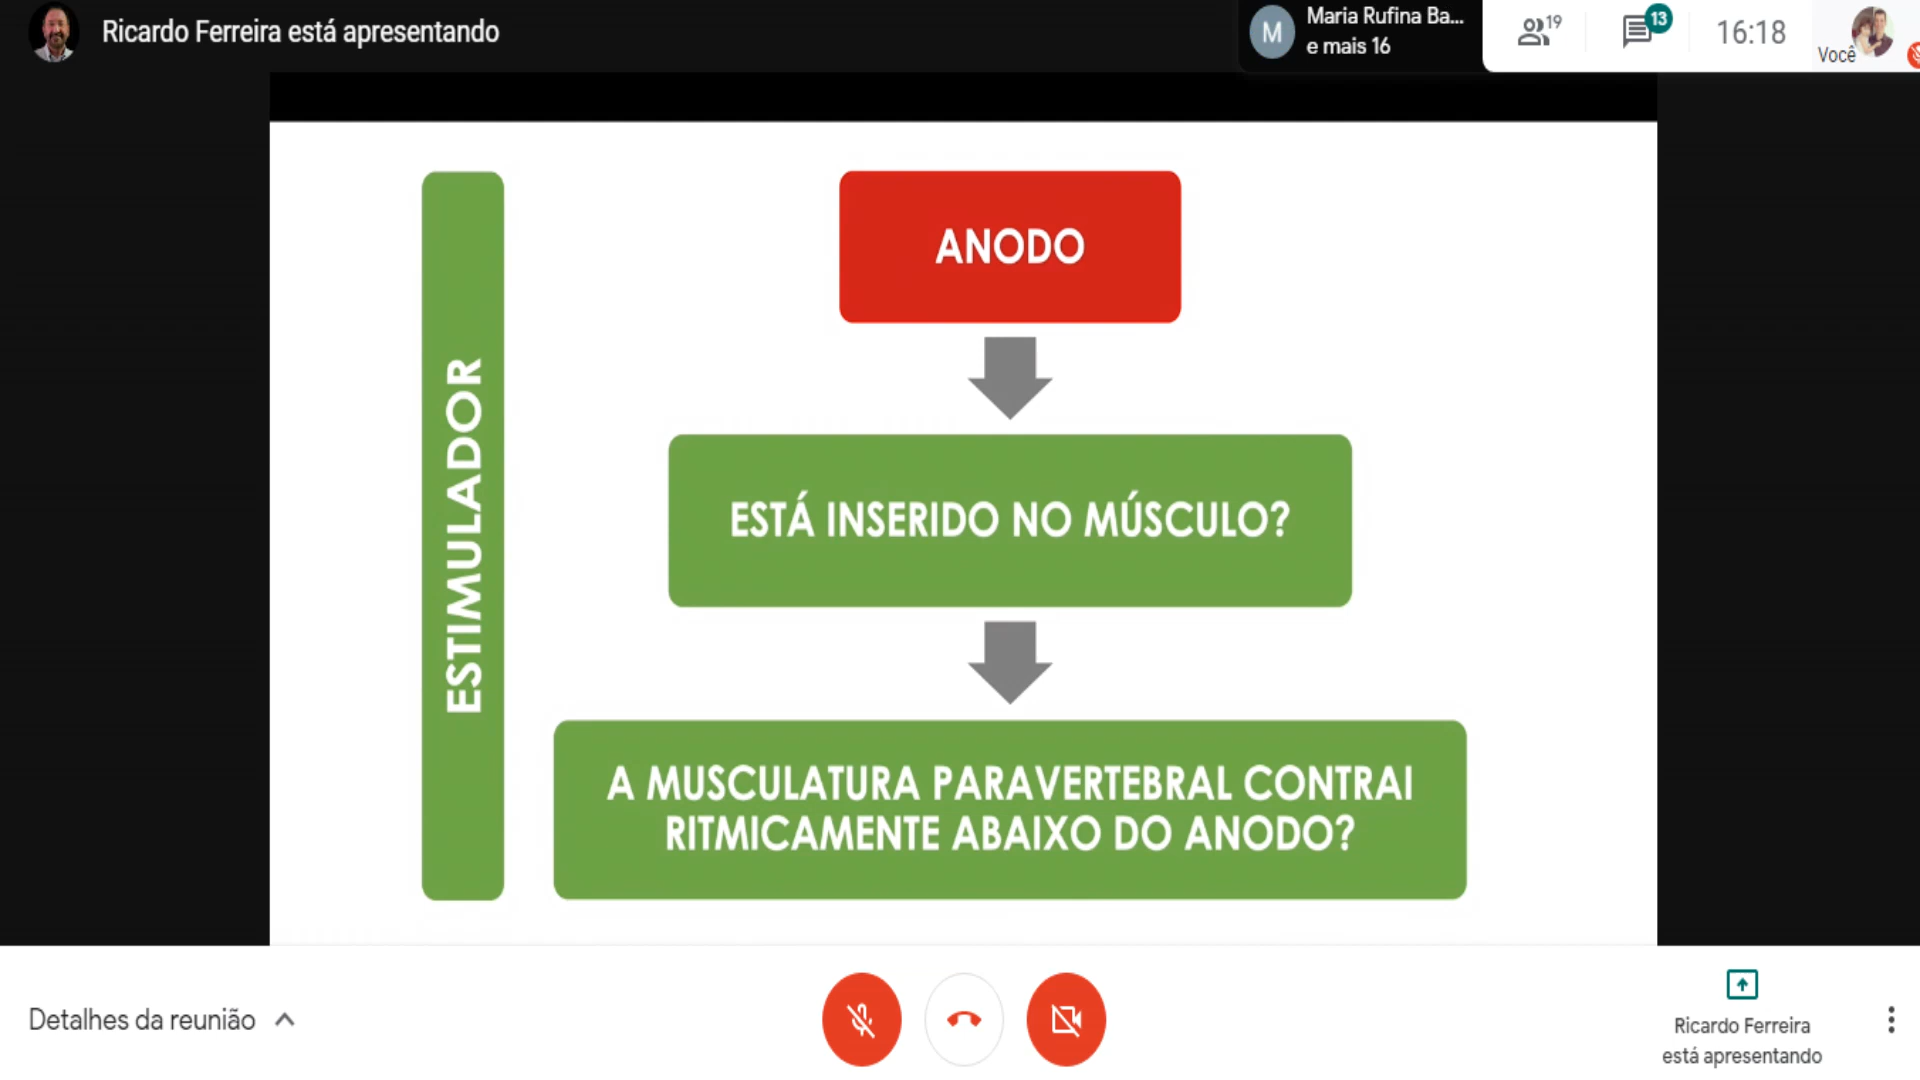 Ricardo Ferreira está apresentando
M
Maria Rufina Ba...
e mais 16
19
13
16:18
Você
ESTIMULADOR
ANODO
ESTÁ INSERIDO NO MÚSCULO?
A MUSCULATURA PARAVERTEBRAL CONTRAI
RITMICAMENTE ABAIXO DO ANODO?
Detalhes da reunião
Ricardo Ferreira
está apresentando